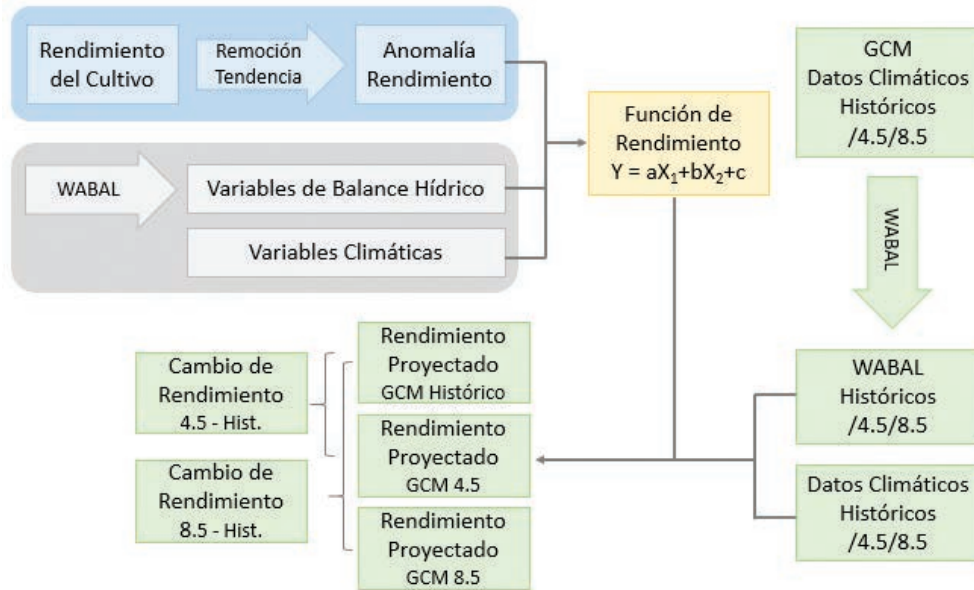 Rendimiento
del Cultivo
Remoción
Tendencia
Anomalía
Rendimiento
WABAL
Variables de Balance Hídrico
Variables Climáticas
Función de
Rendimiento
Y = aX₁+bX₂+c
GCM
Datos Climáticos
Históricos
/4.5/8.5
WABAL
WABAL
Históricos
/4.5/8.5
Datos Climáticos
Históricos
/4.5/8.5
Rendimiento
Proyectado
GCM Histórico
Rendimiento
Proyectado
GCM 4.5
Rendimiento
Proyectado
GCM 8.5
Cambio de
Rendimiento
4.5 - Hist.
Cambio de
Rendimiento
8.5 - Hist.